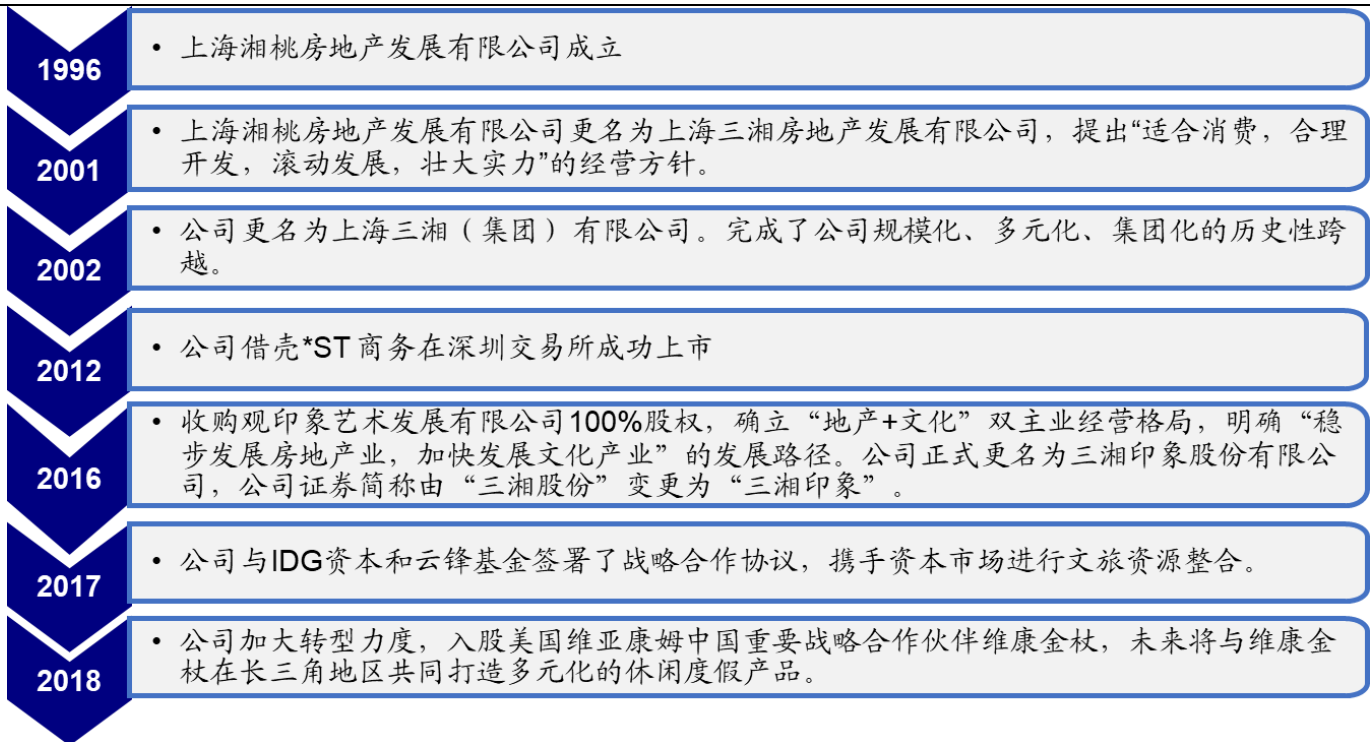 1996
• 上海湘桃房地产发展有限公司成立
2001
• 上海湘桃房地产发展有限公司更名为上海三湘房地产发展有限公司，提出“适合消费，合理
开发，滚动发展，壮大实力”的经营方针。
2002
• 公司更名为上海三湘（集团）有限公司。完成了公司规模化、多元化、集团化的历史性跨
越。
2012
• 公司借壳*ST商务在深圳交易所成功上市
2016
• 收购观印象艺术发展有限公司100%股权，确立“地产+文化”双主业经营格局，明确“稳
步发展房地产业，加快发展文化产业”的发展路径。公司正式更名为三湘印象股份有限公
司，公司证券简称由“三湘股份”变更为“三湘印象”。
2017
• 公司与IDG资本和云锋基金签署了战略合作协议，携手资本市场进行文旅资源整合。
2018
• 公司加大转型力度，入股美国维亚康姆中国重要战略合作伙伴维康金杖，未来将与维康金
杖在长三角地区共同打造多元化的休闲度假产品。